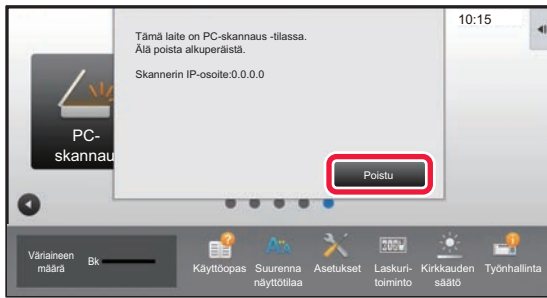 10:15
Tämä laite on PC-skannaus -tilassa.
Älä poista alkuperäistä.
Skannerin IP-osoite:0.0.0.0
PC-
skannau
Poistu
Väriaineen
määrä
Bk
Käyttöopas
Suurenna
näyttötilaa
Asetukset
Laskuri-
toiminto
Kirkkauden
säätö
Työnhallinta